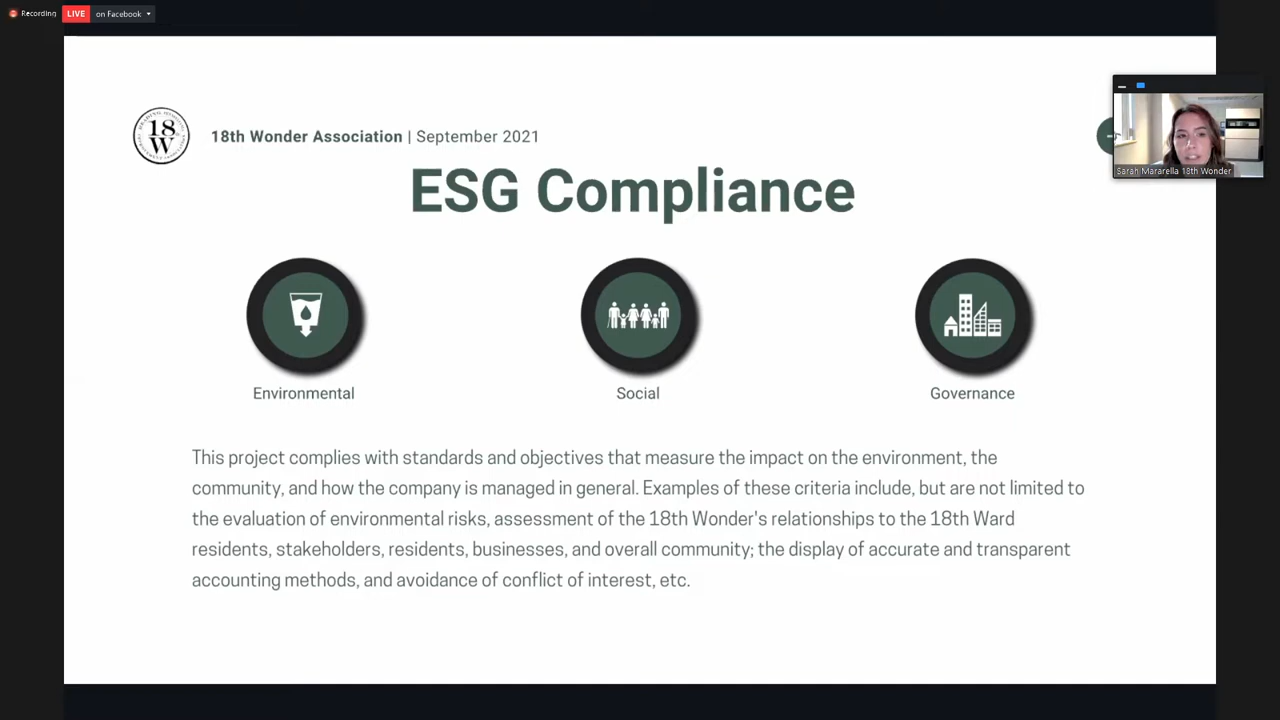 Recording
LIVE
on Facebook
18
W
18th Wonder Association | September 2021
Sarah Mararella 18th Wonder
ESG Compliance
Environmental
Social
Governance
This project complies with standards and objectives that measure the impact on the environment, the
community, and how the company is managed in general. Examples of these criteria include, but are not limited to
the evaluation of environmental risks, assessment of the 18th Wonder's relationships to the 18th Ward
residents, stakeholders, residents, businesses, and overall community; the display of accurate and transparent
accounting methods, and avoidance of conflict of interest, etc.